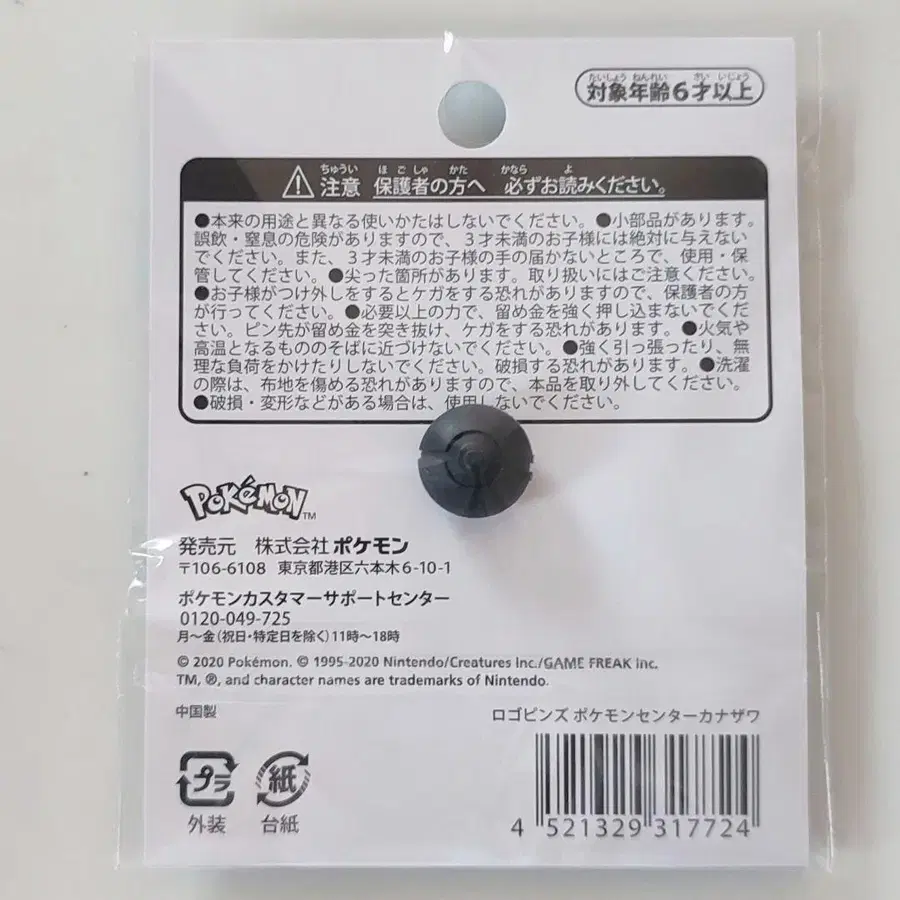 たいしょうねんれい さい いじょう
対象年齢6才以上
ちゅうい ほごしゃ かた かなら よ
注意 保護者の方へ 必ずお読みください。
●本来の用途と異なる使いかたはしないでください。●小部品があります。
誤飲・窒息の危険がありますので、３才未満のお子様には絶対に与えない
でください。また、３才未満のお子様の手の届かないところで、使用・保
管してください。●尖った箇所があります。取り扱いにはご注意ください。
●お子様がつけ外しをするとケガをする恐れがありますので、保護者の方
が行ってください。●必要以上の力で、留め金を強く押し込まないでくださ
い。ピン先が留め金を突き抜け、ケガをする恐れがあります。●火気や
高温となるもののそばに近づけないでください。●強く引っ張ったり、無
理な負荷をかけたりしないでください。破損する恐れがあります。●洗濯
の際は、布地を傷める恐れがありますので、本品を取り外してください。
●破損・変形などがある場合は、使用しないでください。
POKéMON™
発売元 株式会社ポケモン
〒106-6108 東京都港区六本木6-10-1
ポケモンカスタマーサポートセンター
0120-049-725
月～金（祝日・特定日を除く）11時～18時
© 2020 Pokémon. © 1995-2020 Nintendo/Creatures Inc./GAME FREAK inc.
TM, ®, and character names are trademarks of Nintendo.
中国製
ロゴピンズ ポケモンセンターカナザワ
プラ 紙
外装 台紙
4 521329 317724